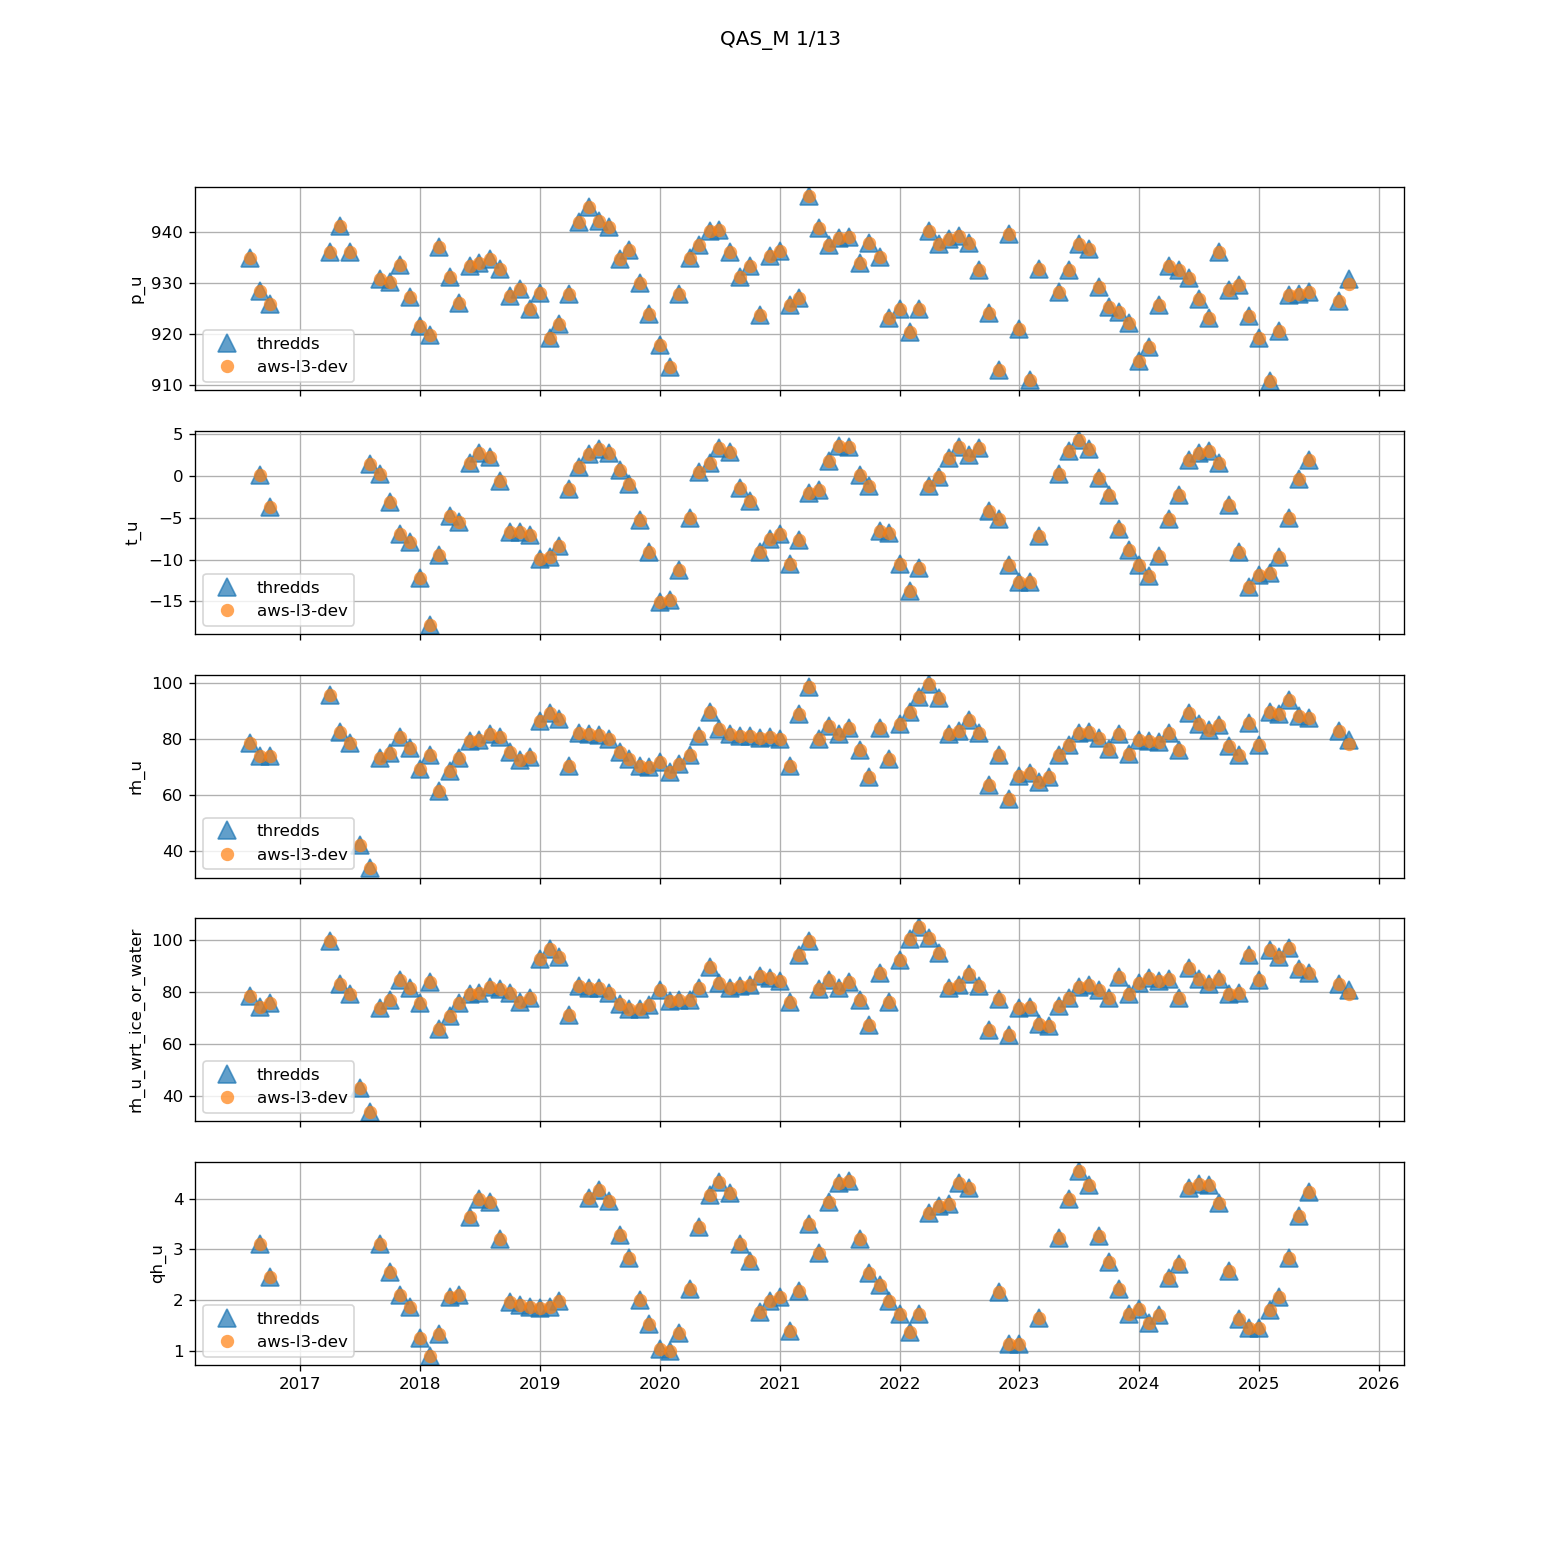 QAS_M 1/13
940
930
920
910
p_u
thredds
aws-l3-dev
5
0
−5
−10
−15
t_u
thredds
aws-l3-dev
100
80
60
40
rh_u
thredds
aws-l3-dev
100
80
60
40
rh_u_wrt_ice_or_water
thredds
aws-l3-dev
4
3
2
1
qh_u
thredds
aws-l3-dev
2017 2018 2019 2020 2021 2022 2023 2024 2025 2026